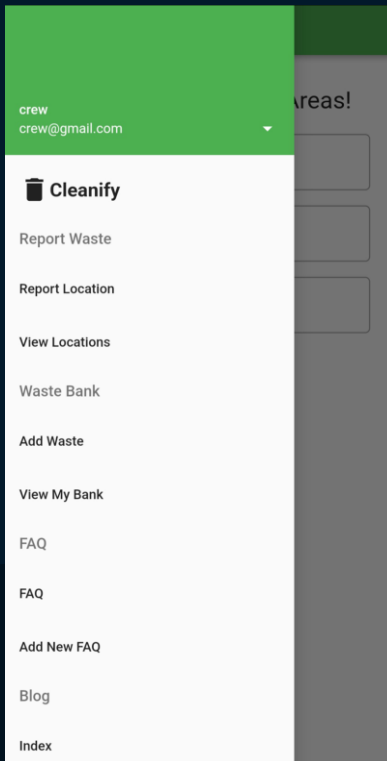 crew
crew@gmail.com
Areas!
Cleanify
Report Waste
Report Location
View Locations
Waste Bank
Add Waste
View My Bank
FAQ
FAQ
Add New FAQ
Blog
Index